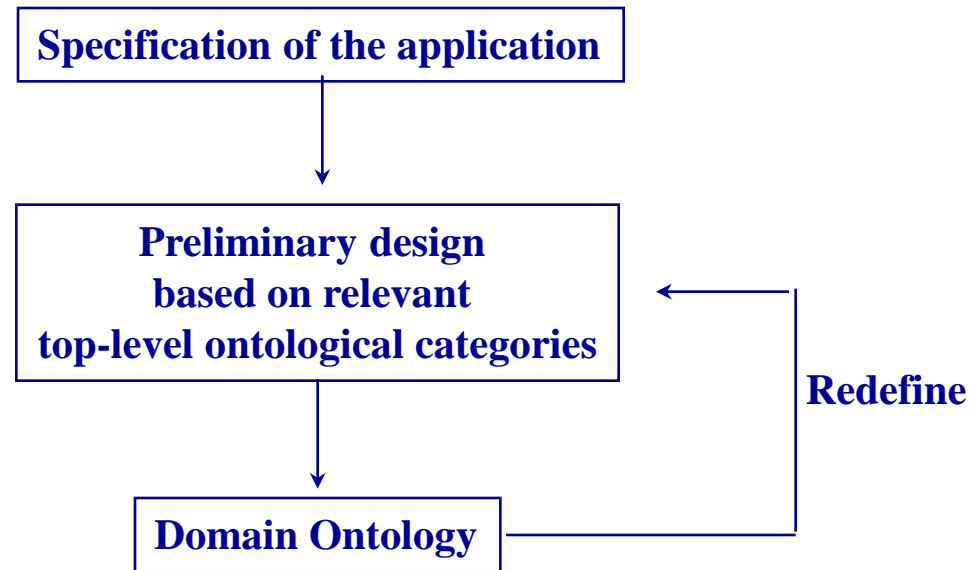 Specification of the application
Preliminary design
based on relevant
top-level ontological categories
Redefine
Domain Ontology